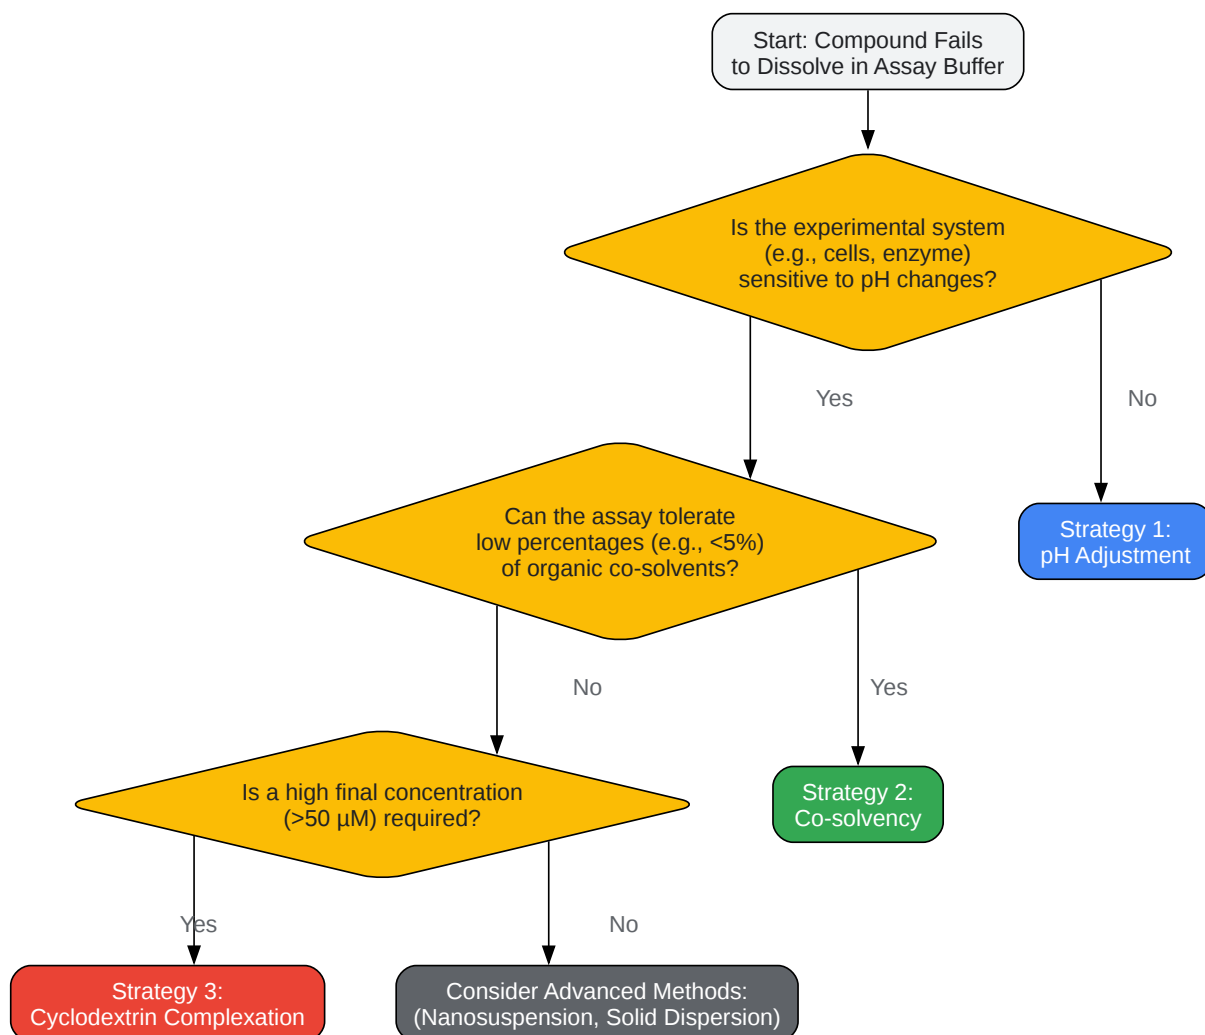 Start: Compound Fails
to Dissolve in Assay Buffer
Is the experimental system
(e.g., cells, enzyme)
sensitive to pH changes?
Yes
No
Can the assay tolerate
low percentages (e.g., <5%)
of organic co-solvents?
Strategy 1:
pH Adjustment
No
Yes
Is a high final concentration
(>50 µM) required?
Strategy 2:
Co-solvency
Yes
No
Strategy 3:
Cyclodextrin Complexation
Consider Advanced Methods:
(Nanosuspension, Solid Dispersion)